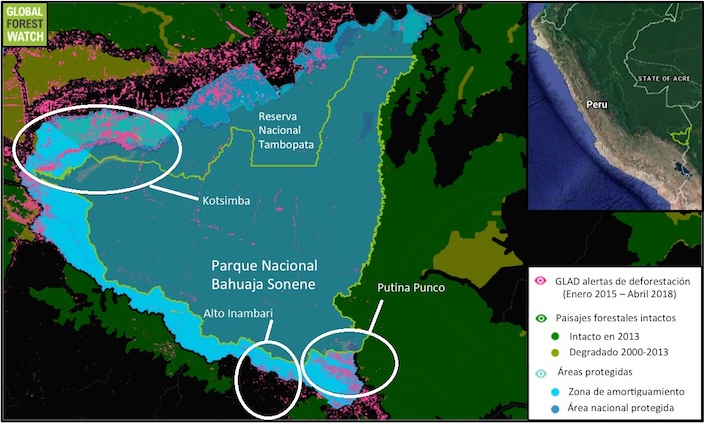 GLOBAL
FOREST
WATCH
STATE OF ACRE
Peru
Reserva
Nacional
Tambopata
Kotsimba
Parque Nacional
Bahuaja Sonene
Putina Punco
Alto Inambari
GLAD alertas de deforestación
(Enero 2015 – Abril 2018)
Paisajes forestales intactos
Intacto en 2013
Degradado 2000-2013
Áreas protegidas
Zona de amortiguamiento
Área nacional protegida